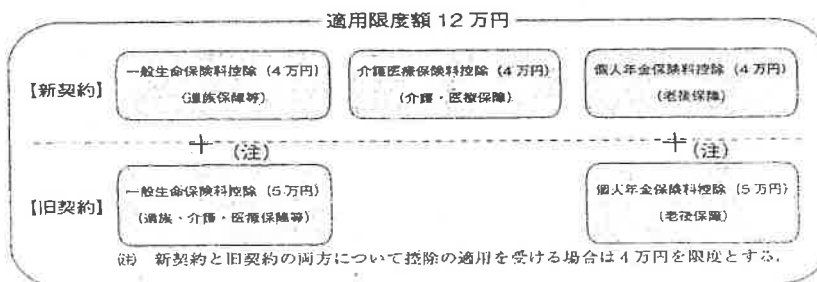 適用限度額 12 万円
【新契約】
一般生命保険料控除 (4万円)
(遺族保障等)
介護医療保険料控除 (4万円)
(介護・医療保障)
個人年金保険料控除 (4万円)
(老後保障)
+ (注)
+ (注)
【旧契約】
一般生命保険料控除 (5万円)
(遺族・介護・医療保障等)
個人年金保険料控除 (5万円)
(老後保障)
(注) 新契約と旧契約の両方について控除の適用を受ける場合は4万円を限度とする。